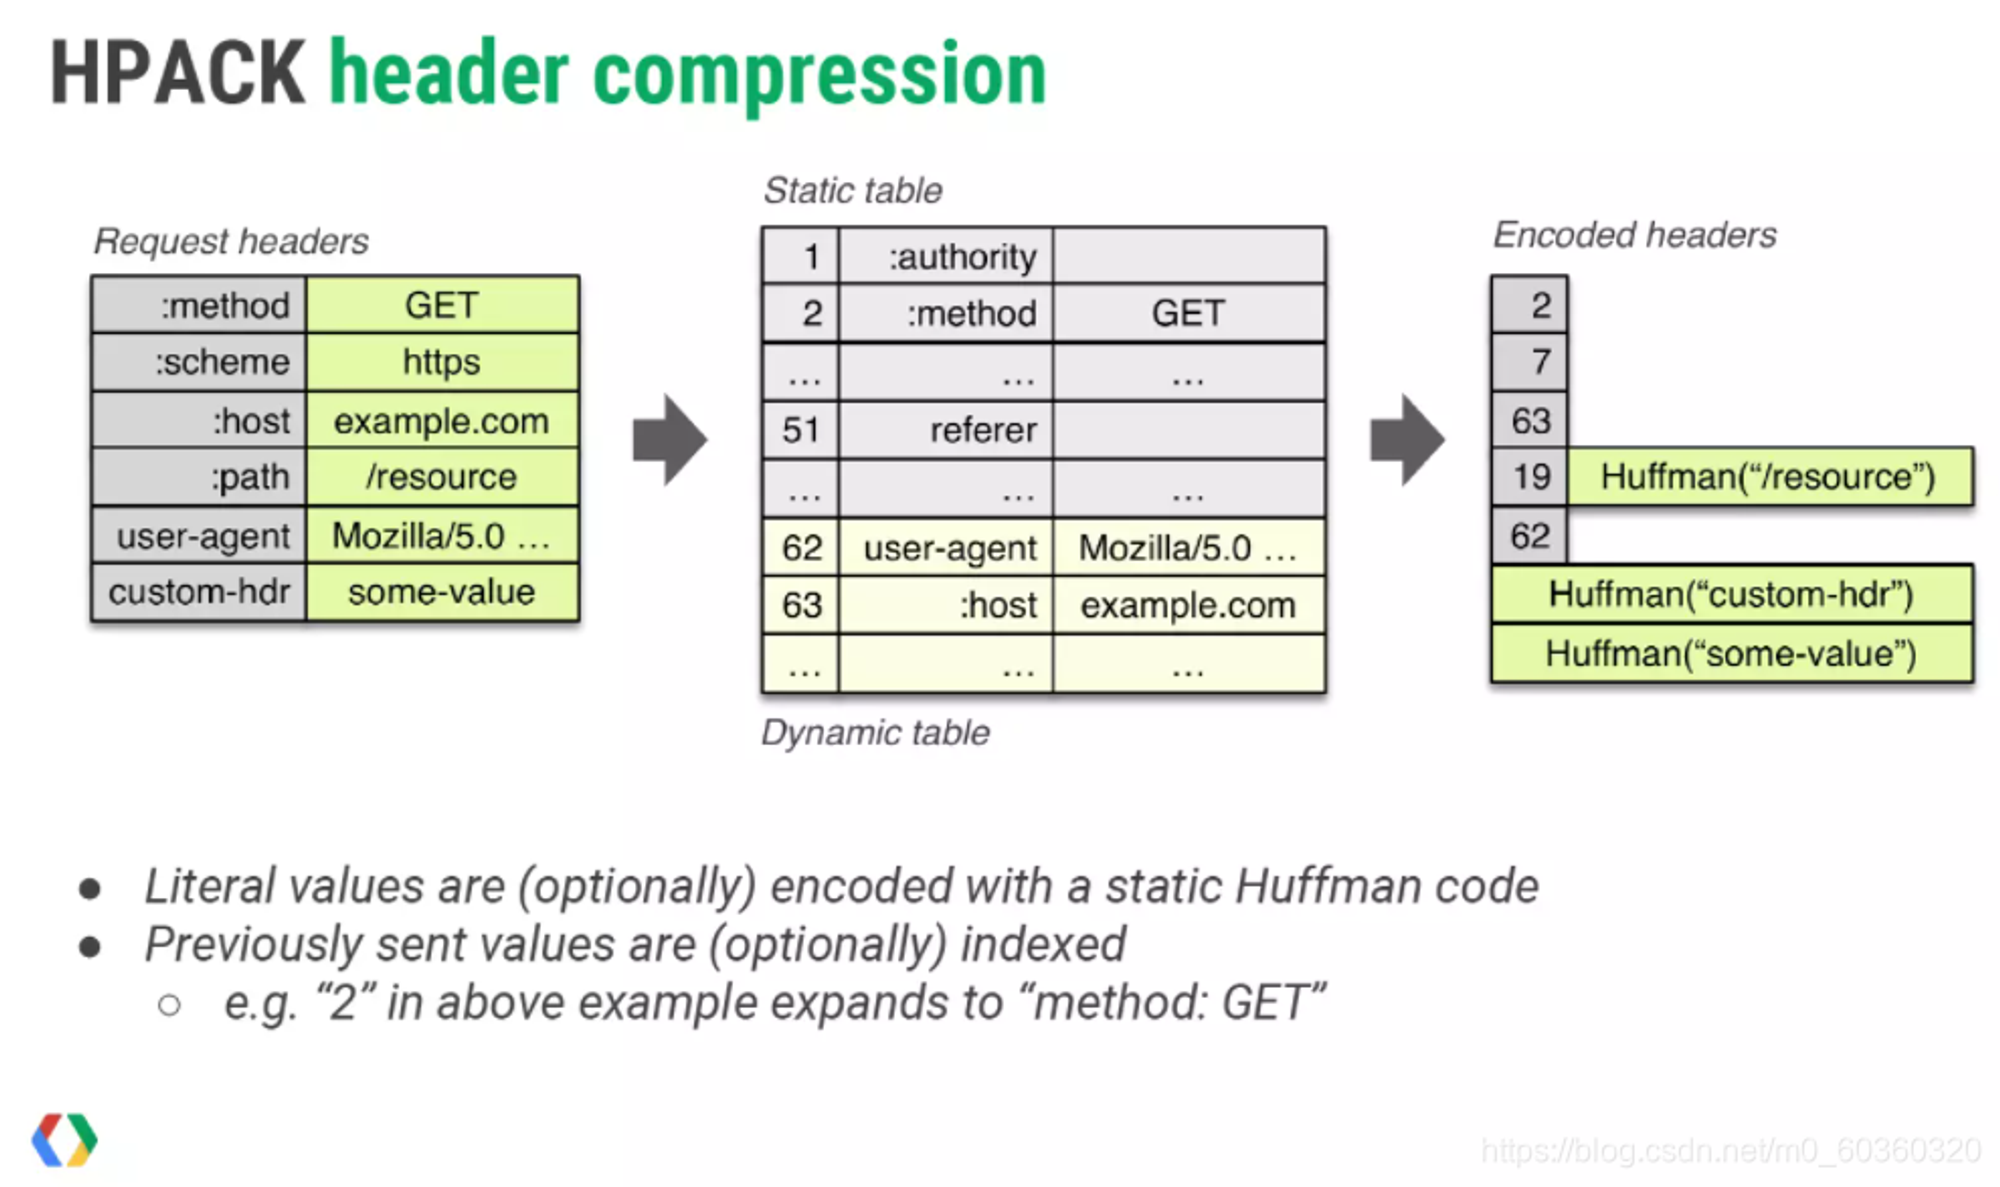 HPACK header compression
Request headers
:method GET
:scheme https
:host example.com
:path /resource
user-agent Mozilla/5.0 ...
custom-hdr some-value
Static table
1 :authority
2 :method GET
... ... ...
51 referer
... ... ...
62 user-agent Mozilla/5.0 ...
63 :host example.com
... ... ...
Dynamic table
Encoded headers
2
7
63
19 Huffman(“/resource”)
62
Huffman(“custom-hdr”)
Huffman(“some-value”)
● Literal values are (optionally) encoded with a static Huffman code
● Previously sent values are (optionally) indexed
○ e.g. “2” in above example expands to “method: GET”
https://blog.csdn.net/m0_60360320